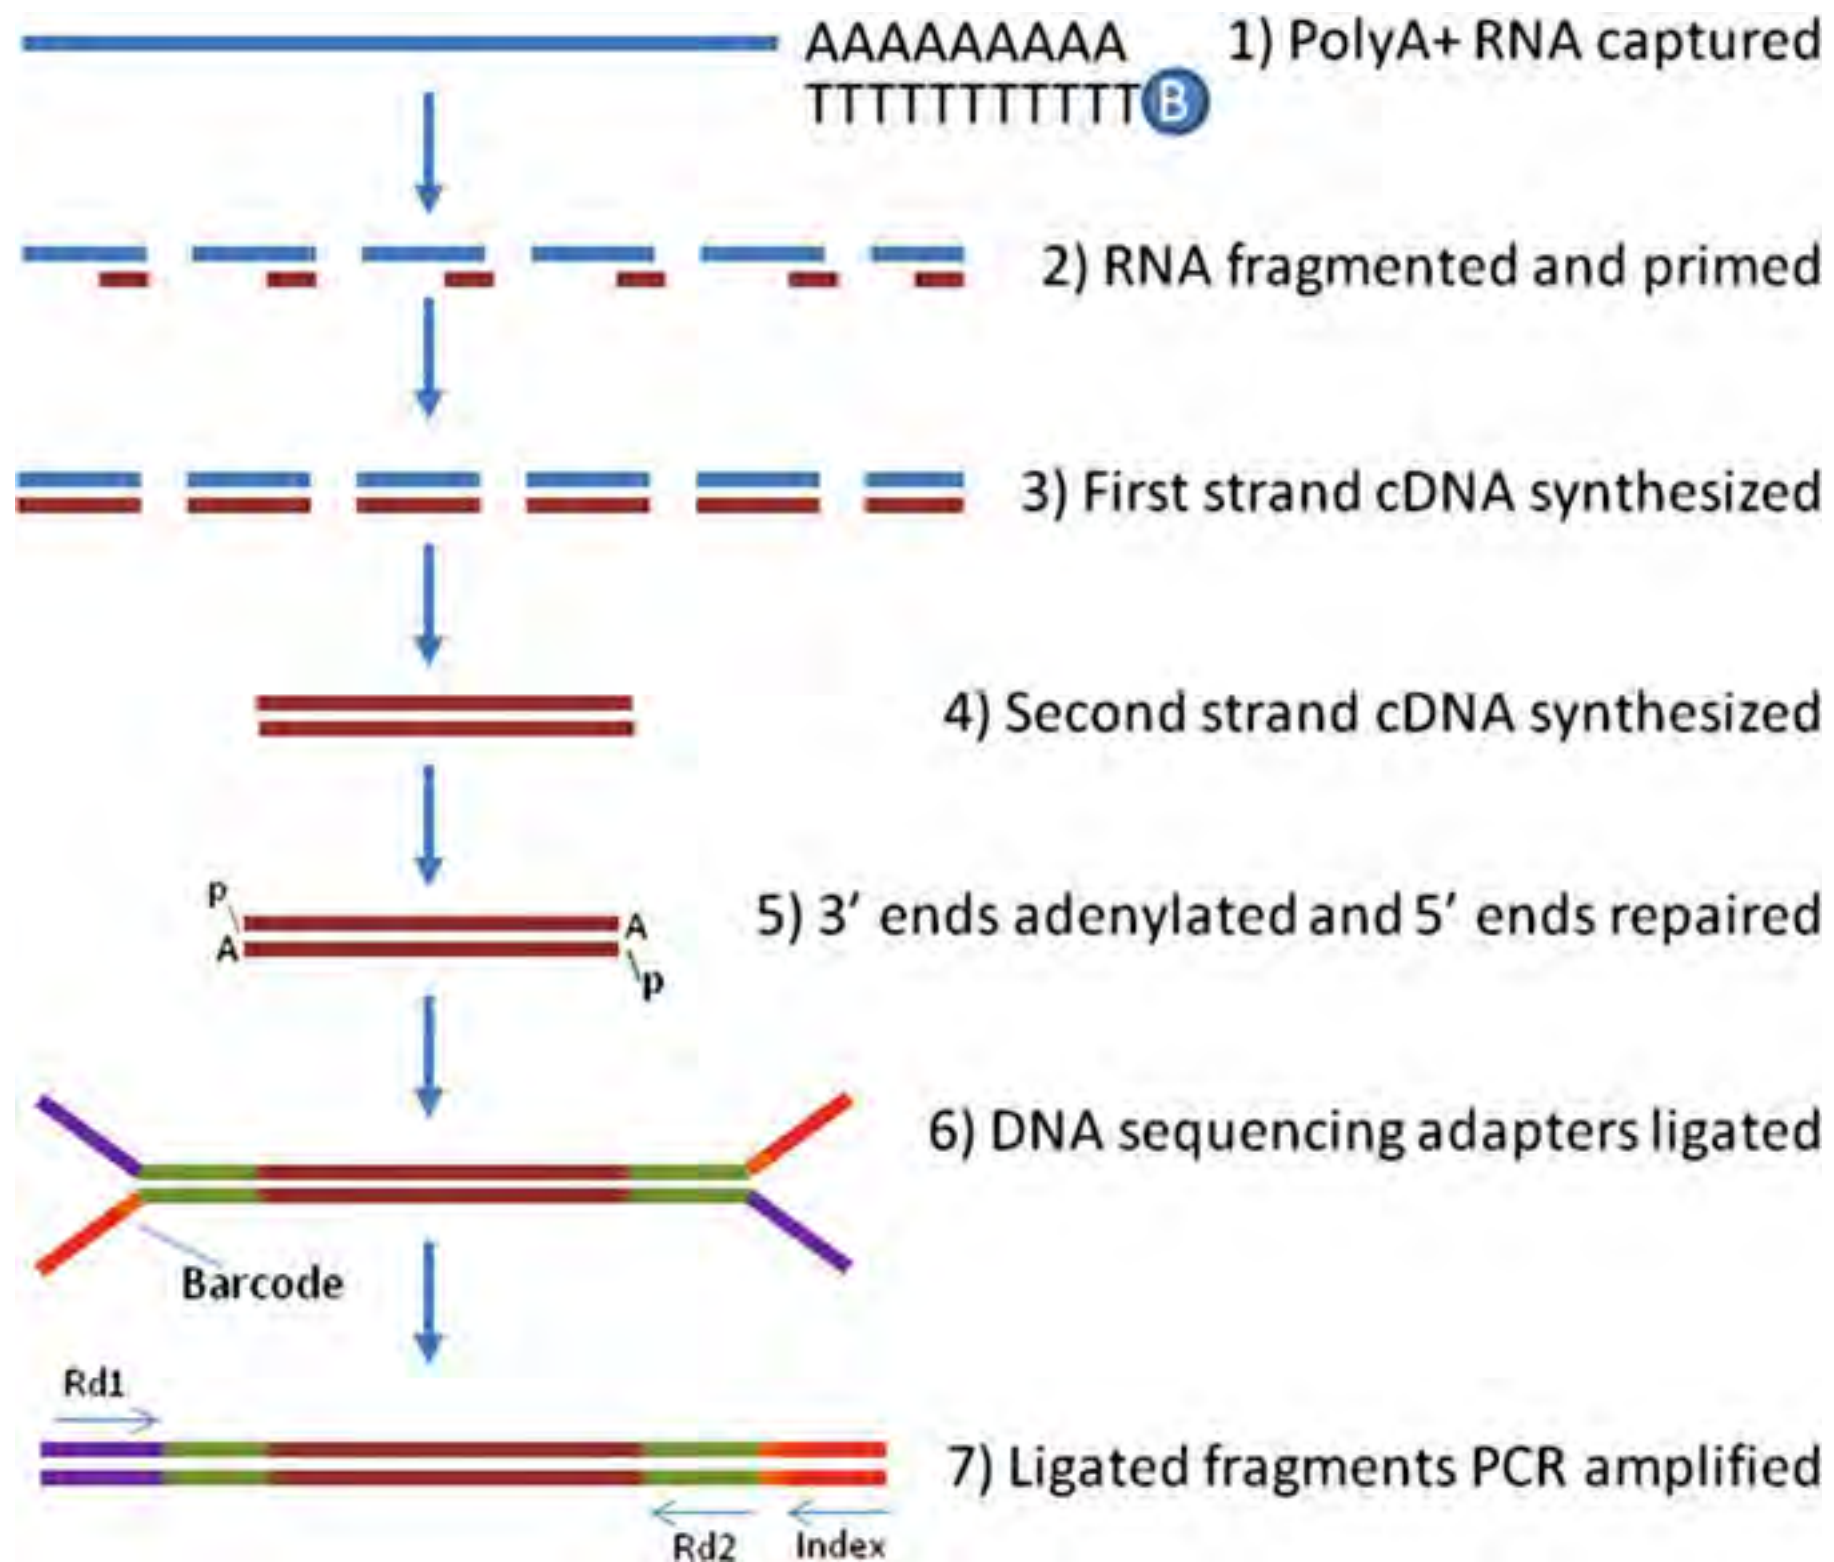 AAAAAAAAA 1) PolyA+ RNA captured
TTTTTTTTTTT B
2) RNA fragmented and primed
3) First strand cDNA synthesized
4) Second strand cDNA synthesized
p
A
5) 3′ ends adenylated and 5′ ends repaired
A
p
6) DNA sequencing adapters ligated
Barcode
Rd1
7) Ligated fragments PCR amplified
Rd2 Index